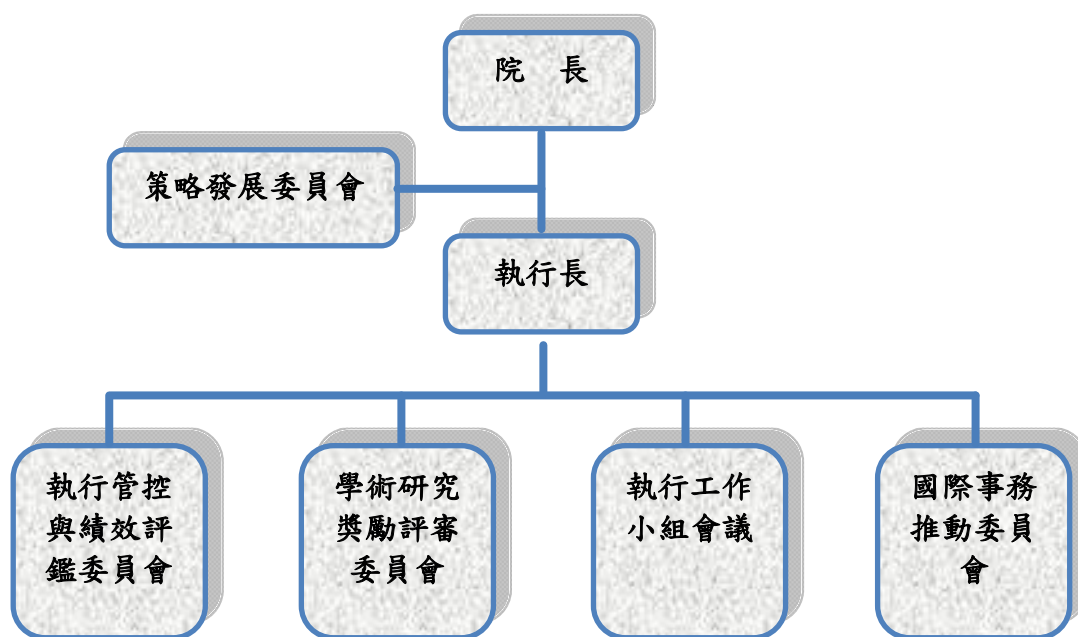 院　長
策略發展委員會
執行長
執行管控
與績效評
鑑委員會
學術研究
獎勵評審
委員會
執行工作
小組會議
國際事務
推動委員
會